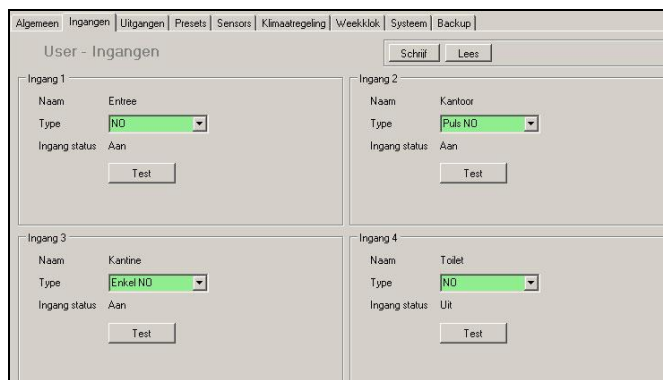 Algemeen Ingangen Uitgangen Presets Sensors Klimaatregeling Weekklok Systeem Backup
User - Ingangen Schrijf Lees
Ingang 1
Naam Entree
Type NO
Ingang status Aan
Test
Ingang 2
Naam Kantoor
Type Puls NO
Ingang status Aan
Test
Ingang 3
Naam Kantine
Type Enkel NO
Ingang status Aan
Test
Ingang 4
Naam Toilet
Type NO
Ingang status Uit
Test